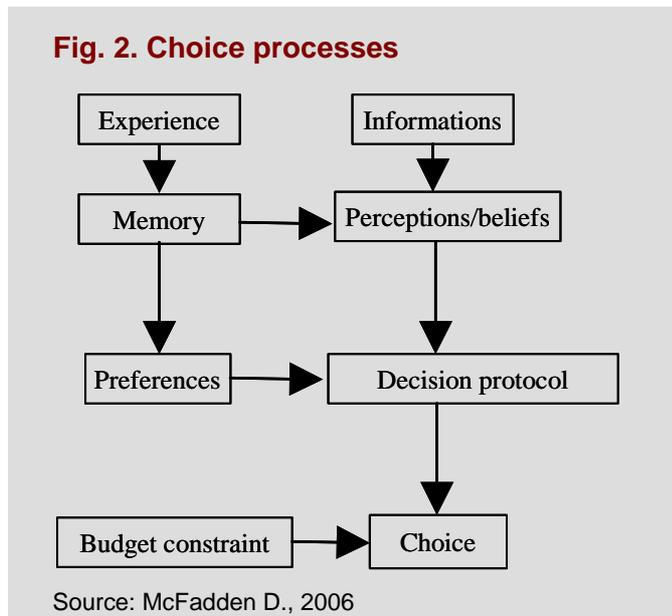 Fig. 2. Choice processes
Experience
Informations
Memory
Perceptions/beliefs
Preferences
Decision protocol
Budget constraint
Choice
Source: McFadden D., 2006